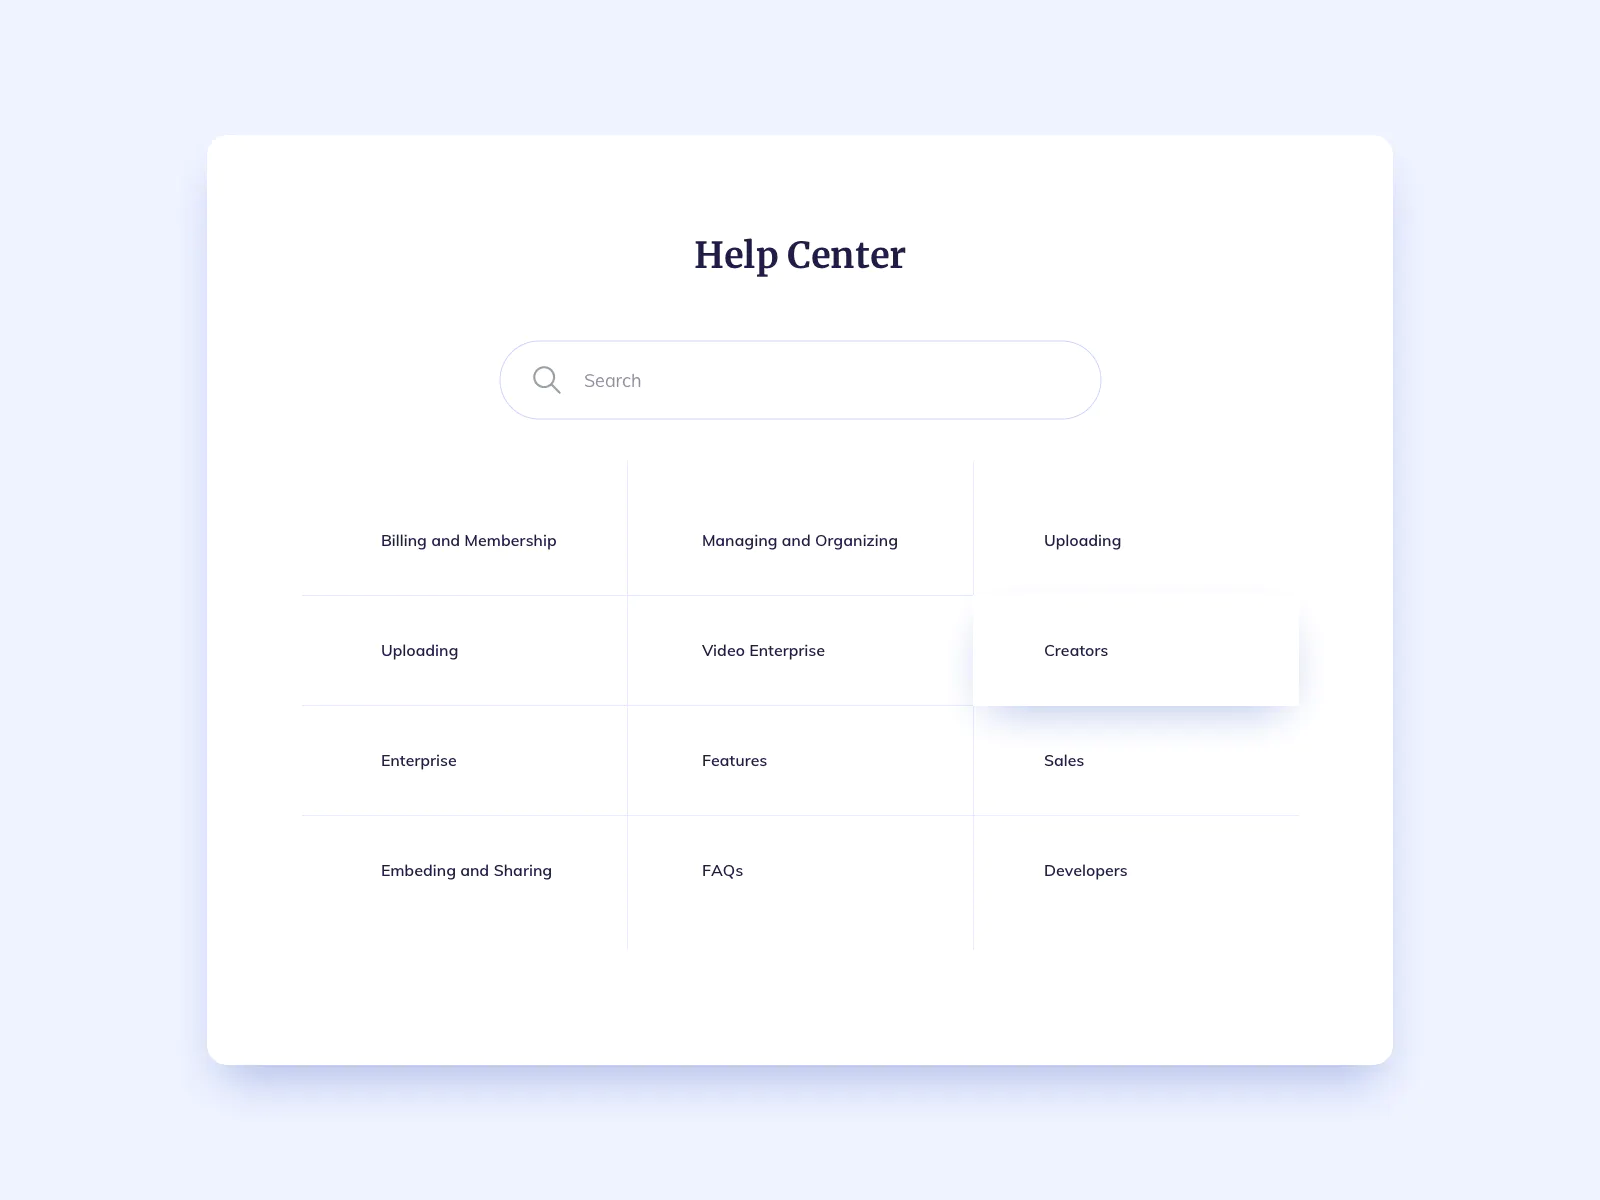 Help Center
Search
Billing and Membership
Managing and Organizing
Uploading
Uploading
Video Enterprise
Creators
Enterprise
Features
Sales
Embeding and Sharing
FAQs
Developers